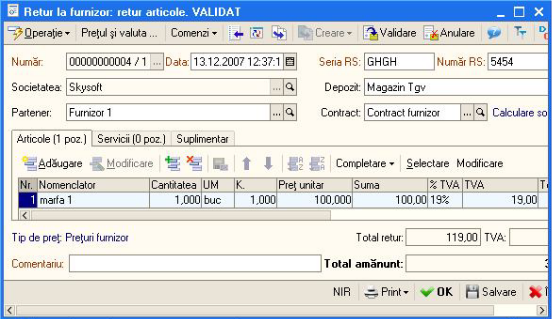 Retur la furnizor: retur articole. VALIDAT
Operație Prețul și valuta ... Comenzi Creare Validare Anulare
Număr: 00000000004 / 1 ... Data: 13.12.2007 12:37:1 Seria RS: GHGH Număr RS: 5454
Societatea: Skysoft ... Depozit: Magazin Tgv
Partener: Furnizor 1 ... Contract: Contract furnizor ... Calculare so
Articole (1 poz.) Servicii (0 poz.) Suplimentar
Adăugare Modificare Completare Selectare Modificare
Nr. Nomenclator Cantitatea UM K. Preț unitar Suma % TVA TVA
1 marfa 1 1,000 buc 1,000 100,000 100,00 19% 19,00
Tip de preț: Prețuri furnizor Total retur: 119,00 TVA:
Comentariu: Total amănunt:
NIR Print OK Salvare